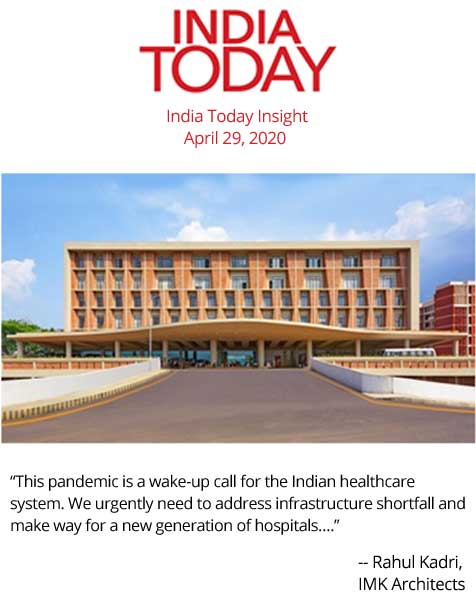 INDIA
TODAY
India Today Insight
April 29, 2020
“This pandemic is a wake-up call for the Indian healthcare
system. We urgently need to address infrastructure shortfall and
make way for a new generation of hospitals....”
-- Rahul Kadri,
IMK Architects